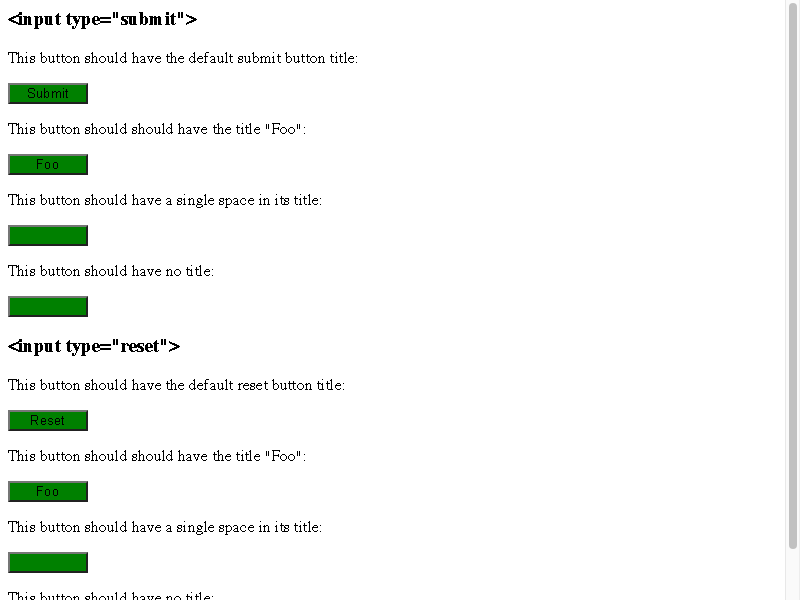 <input type="submit">
This button should have the default submit button title:
Submit
This button should should have the title "Foo":
Foo
This button should have a single space in its title:
This button should have no title:
<input type="reset">
This button should have the default reset button title:
Reset
This button should should have the title "Foo":
Foo
This button should have a single space in its title:
This button should have no title: